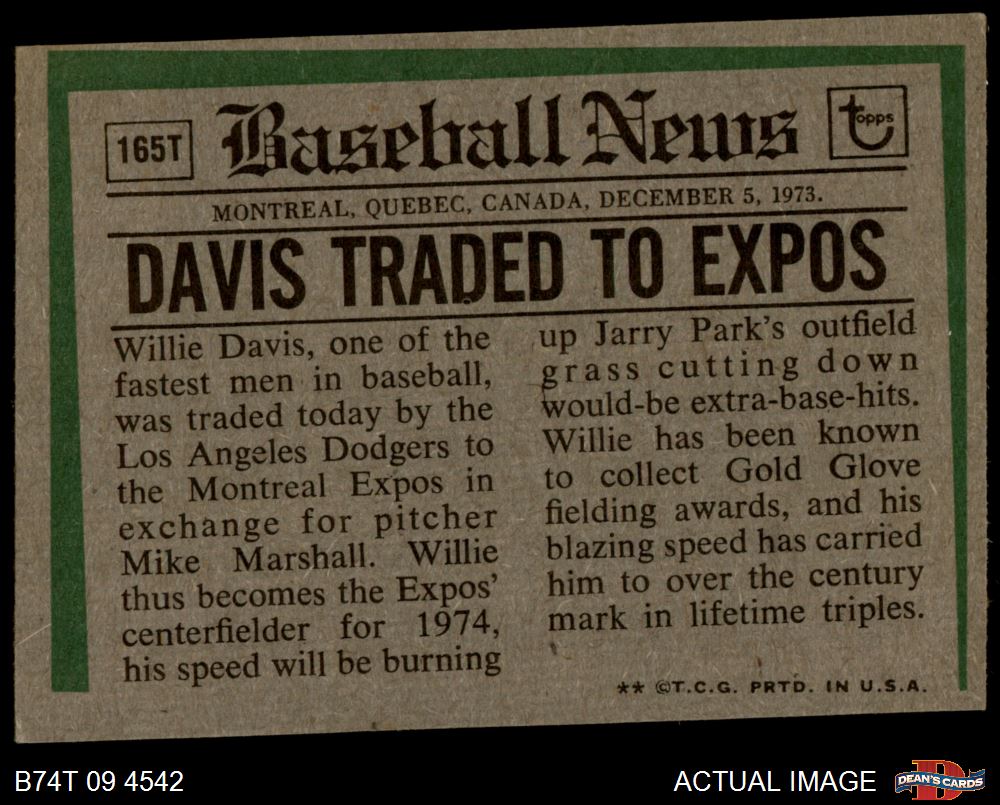 165T
Baseball News
topps
MONTREAL, QUEBEC, CANADA, DECEMBER 5, 1973.
DAVIS TRADED TO EXPOS
Willie Davis, one of the
fastest men in baseball,
was traded today by the
Los Angeles Dodgers to
the Montreal Expos in
exchange for pitcher
Mike Marshall. Willie
thus becomes the Expos'
centerfielder for 1974,
his speed will be burning
up Jarry Park's outfield
grass cutting down
would-be extra-base-hits.
Willie has been known
to collect Gold Glove
fielding awards, and his
blazing speed has carried
him to over the century
mark in lifetime triples.
** ©T.C.G. PRTD. IN U.S.A.
B74T 09 4542
ACTUAL IMAGE
D
DEAN'S CARDS